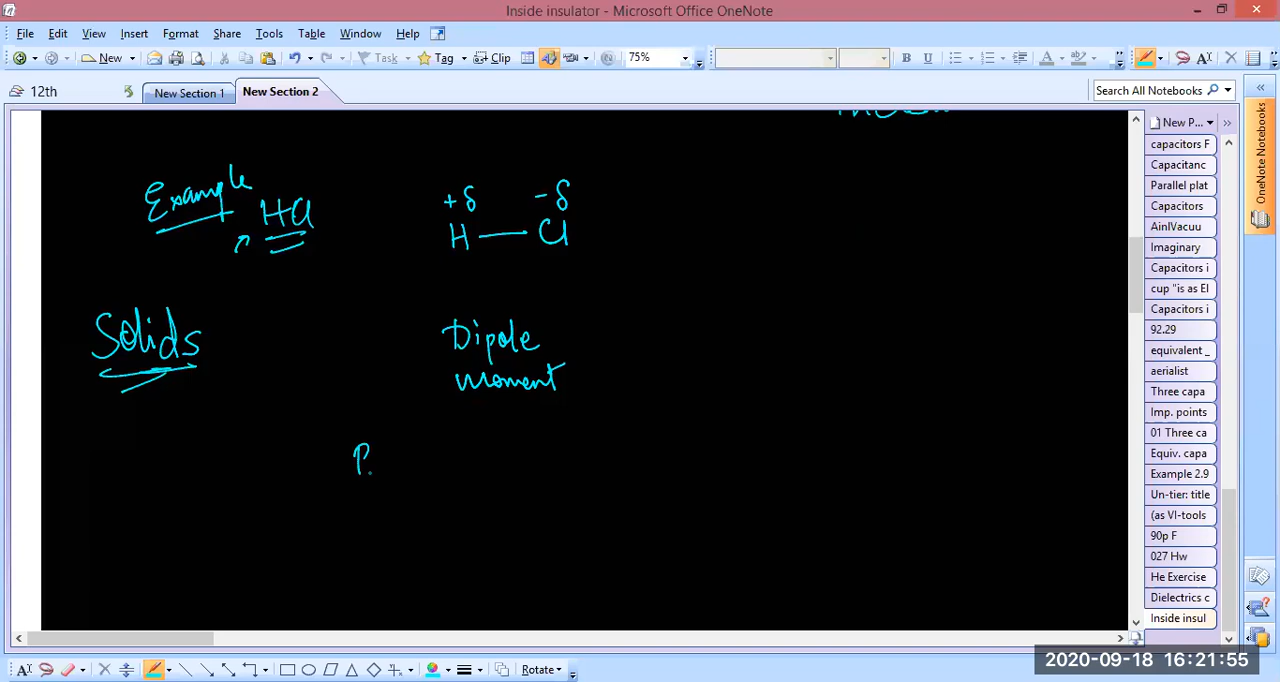 Inside insulator - Microsoft Office OneNote
File Edit View Insert Format Share Tools Table Window Help
New Task Tag Clip 75% B U
12th New Section 1 New Section 2 Search All Notebooks
New P...
Example HCl
+δ -δ
H — Cl
Solids
Dipole
moment
P
capacitors F
Capacitanc
Parallel plat
Capacitors
AinlVacuu
Imaginary
Capacitors i
cup "is as El
Capacitors i
92.29
equivalent _
aerialist
Three capa
Imp. points
01 Three ca
Equiv. capa
Example 2.9
Un-tier: title
(as VI-tools
90p F
027 Hw
He Exercise
Dielectrics c
Inside insul
OneNote Notebooks
2020-09-18 16:21:55
Rotate